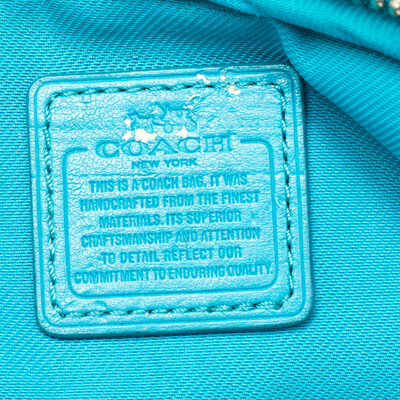 COACH
NEW YORK
THIS IS A COACH BAG. IT WAS
HANDCRAFTED FROM THE FINEST
MATERIALS. ITS SUPERIOR
CRAFTSMANSHIP AND ATTENTION
TO DETAIL REFLECT OUR
COMMITMENT TO ENDURING QUALITY.